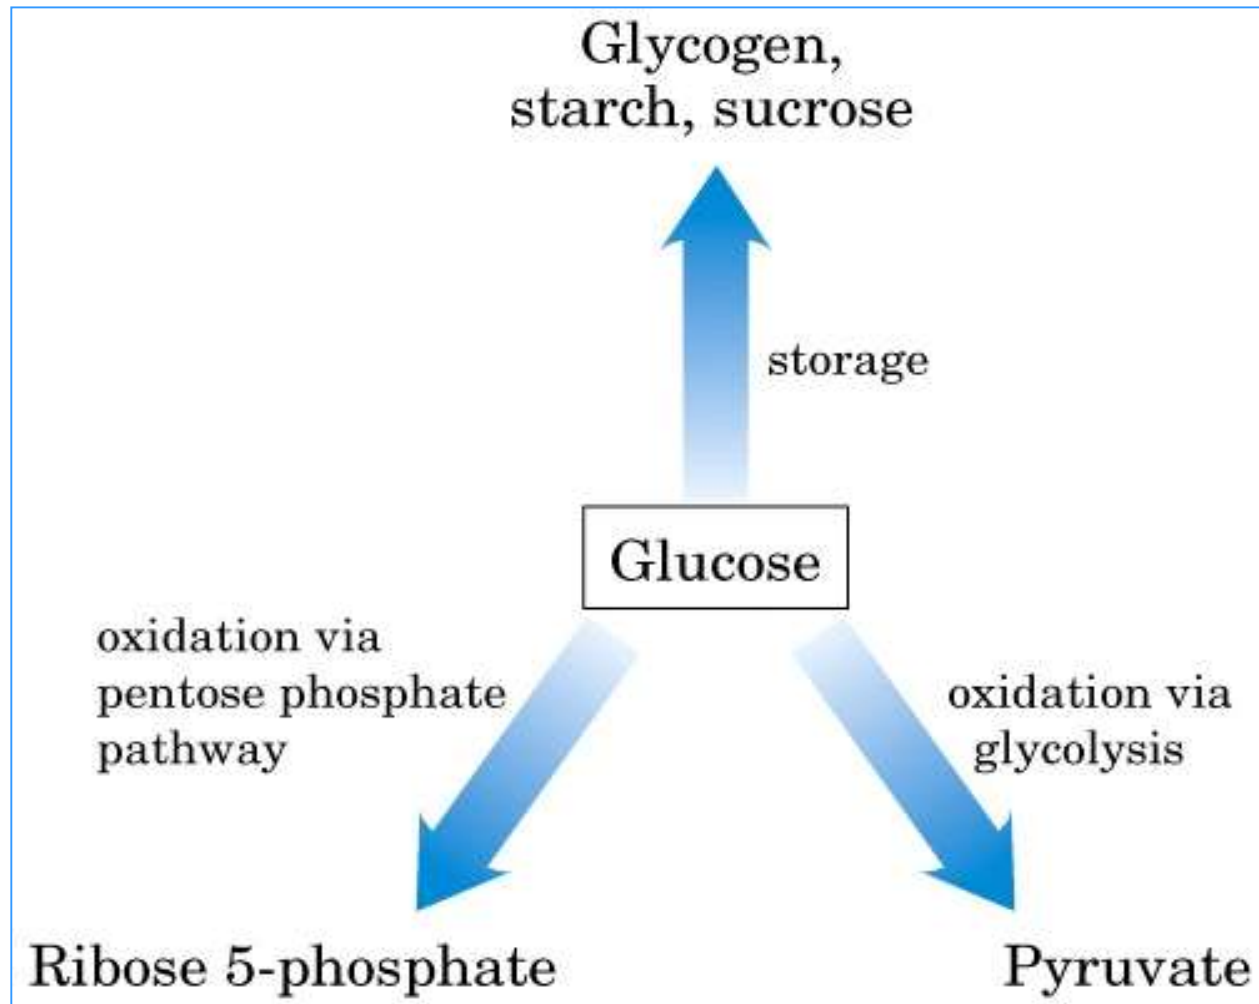 Glycogen,
starch, sucrose
storage
Glucose
oxidation via
pentose phosphate
pathway
oxidation via
glycolysis
Ribose 5-phosphate
Pyruvate